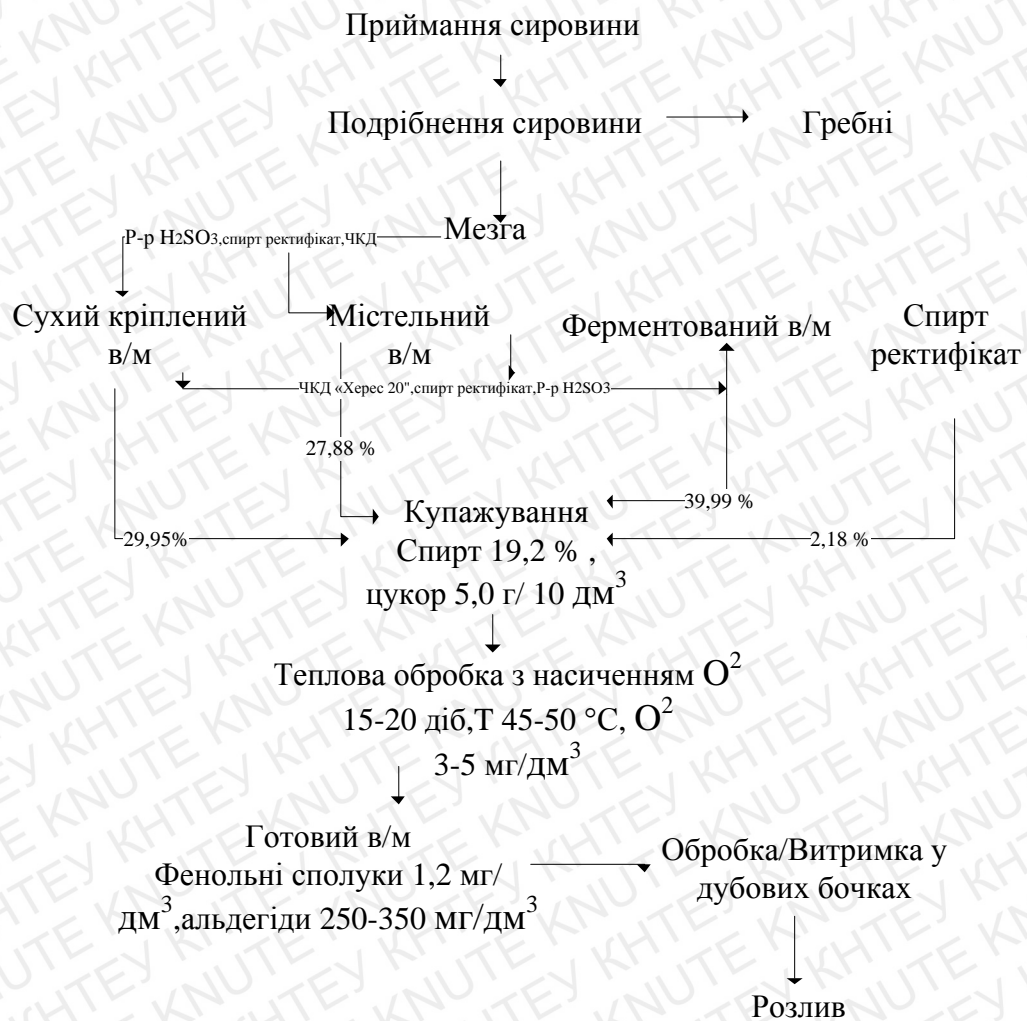 Приймання сировини
Подрібнення сировини
Гребні
Мезга
Р-р H2SO3,спирт ректифікат,ЧКД
Сухий кріплений
в/м
Містельний
в/м
Ферментований в/м
Спирт
ректифікат
ЧКД «Херес 20",спирт ректифікат,Р-р H2SO3
27,88 %
39,99 %
29,95%
2,18 %
Купажування
Спирт 19,2 % ,
цукор 5,0 г/ 10 дм³
Теплова обробка з насиченням О²
15-20 діб,Т 45-50 °С, О²
3-5 мг/дм³
Готовий в/м
Фенольні сполуки 1,2 мг/
дм³,альдегіди 250-350 мг/дм³
Обробка/Витримка у
дубових бочках
Розлив